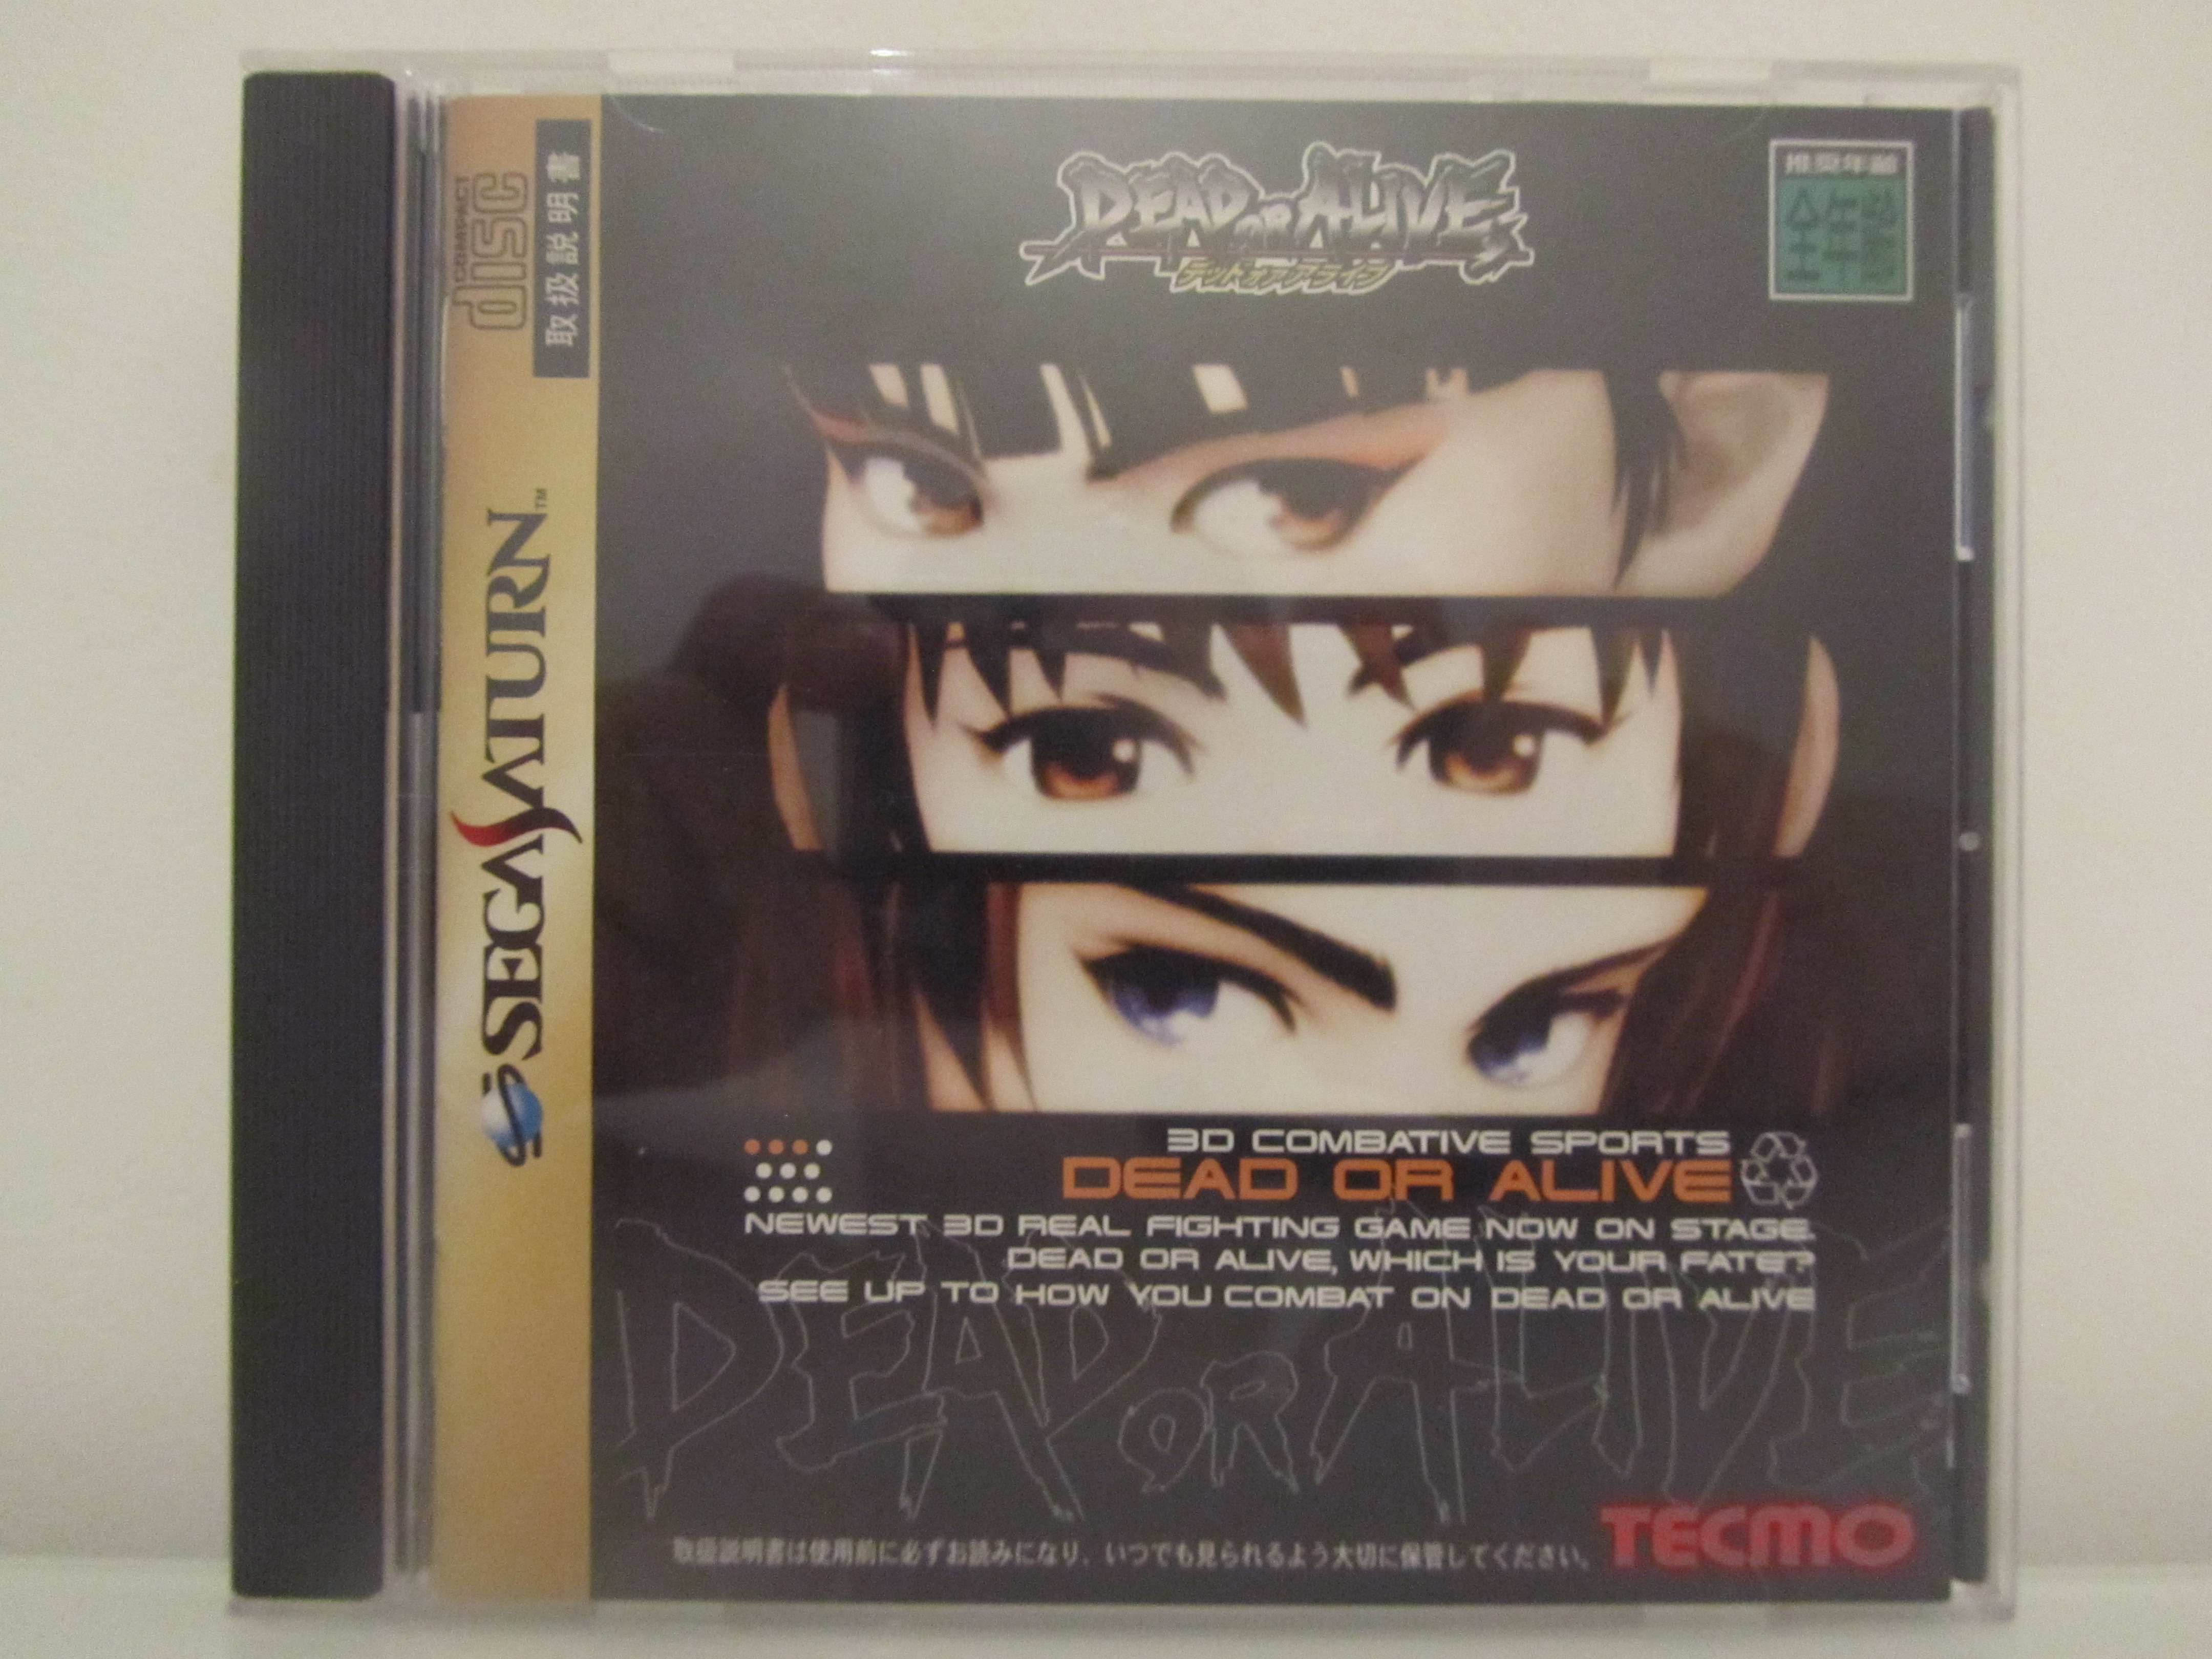 COMPACT
disc
取扱説明書
SEGA SATURN™
DEAD OR ALIVE
デッドオアアライブ
推奨年齢
全年齢
3D COMBATIVE SPORTS
DEAD OR ALIVE
NEWEST 3D REAL FIGHTING GAME NOW ON STAGE.
DEAD OR ALIVE, WHICH IS YOUR FATE?
SEE UP TO HOW YOU COMBAT ON DEAD OR ALIVE
DEAD OR ALIVE
TECMO
取扱説明書は使用前に必ずお読みになり、いつでも見られるよう大切に保管してください。